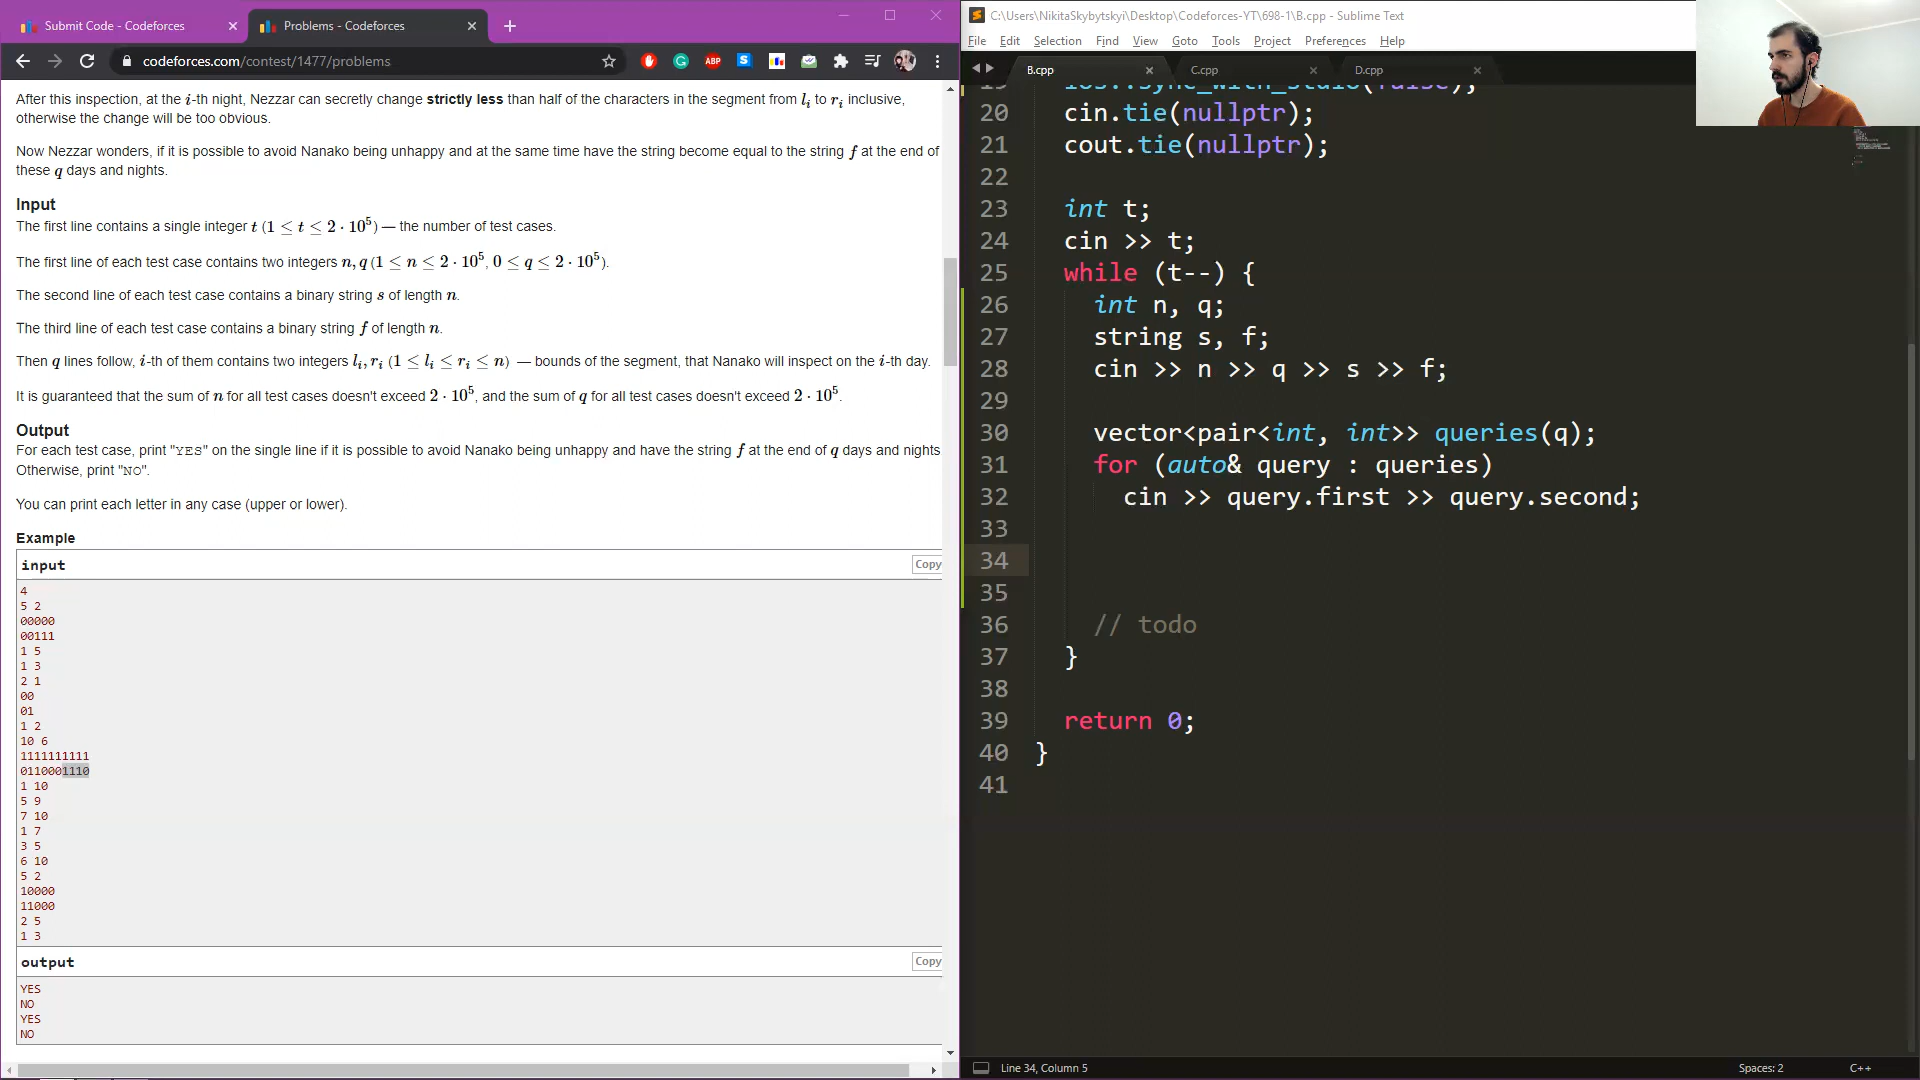 Submit Code - Codeforces
Problems - Codeforces
codeforces.com/contest/1477/problems
ABP
After this inspection, at the i-th night, Nezzar can secretly change strictly less than half of the characters in the segment from l_i to r_i inclusive,
otherwise the change will be too obvious.
Now Nezzar wonders, if it is possible to avoid Nanako being unhappy and at the same time have the string become equal to the string f at the end of
these q days and nights.
Input
The first line contains a single integer t (1 ≤ t ≤ 2 · 10^5) — the number of test cases.
The first line of each test case contains two integers n, q (1 ≤ n ≤ 2 · 10^5, 0 ≤ q ≤ 2 · 10^5).
The second line of each test case contains a binary string s of length n.
The third line of each test case contains a binary string f of length n.
Then q lines follow, i-th of them contains two integers l_i, r_i (1 ≤ l_i ≤ r_i ≤ n) — bounds of the segment, that Nanako will inspect on the i-th day.
It is guaranteed that the sum of n for all test cases doesn't exceed 2 · 10^5, and the sum of q for all test cases doesn't exceed 2 · 10^5.
Output
For each test case, print "YES" on the single line if it is possible to avoid Nanako being unhappy and have the string f at the end of q days and nights
Otherwise, print "NO".
You can print each letter in any case (upper or lower).
Example
input
Copy
4
5 2
00000
00111
1 5
1 3
2 1
00
01
1 2
10 6
1111111111
0110001110
1 10
5 9
7 10
1 7
3 5
6 10
5 2
10000
11000
2 5
1 3
output
Copy
YES
NO
YES
NO
C:\Users\NikitaSkybytskyi\Desktop\Codeforces-YT\698-1\B.cpp - Sublime Text
File Edit Selection Find View Goto Tools Project Preferences Help
B.cpp
C.cpp
D.cpp
19 ios::sync_with_stdio(false);
20 cin.tie(nullptr);
21 cout.tie(nullptr);
22
23 int t;
24 cin >> t;
25 while (t--) {
26 int n, q;
27 string s, f;
28 cin >> n >> q >> s >> f;
29
30 vector<pair<int, int>> queries(q);
31 for (auto& query : queries)
32 cin >> query.first >> query.second;
33
34
35
36 // todo
37 }
38
39 return 0;
40 }
41
Line 34, Column 5
Spaces: 2
C++